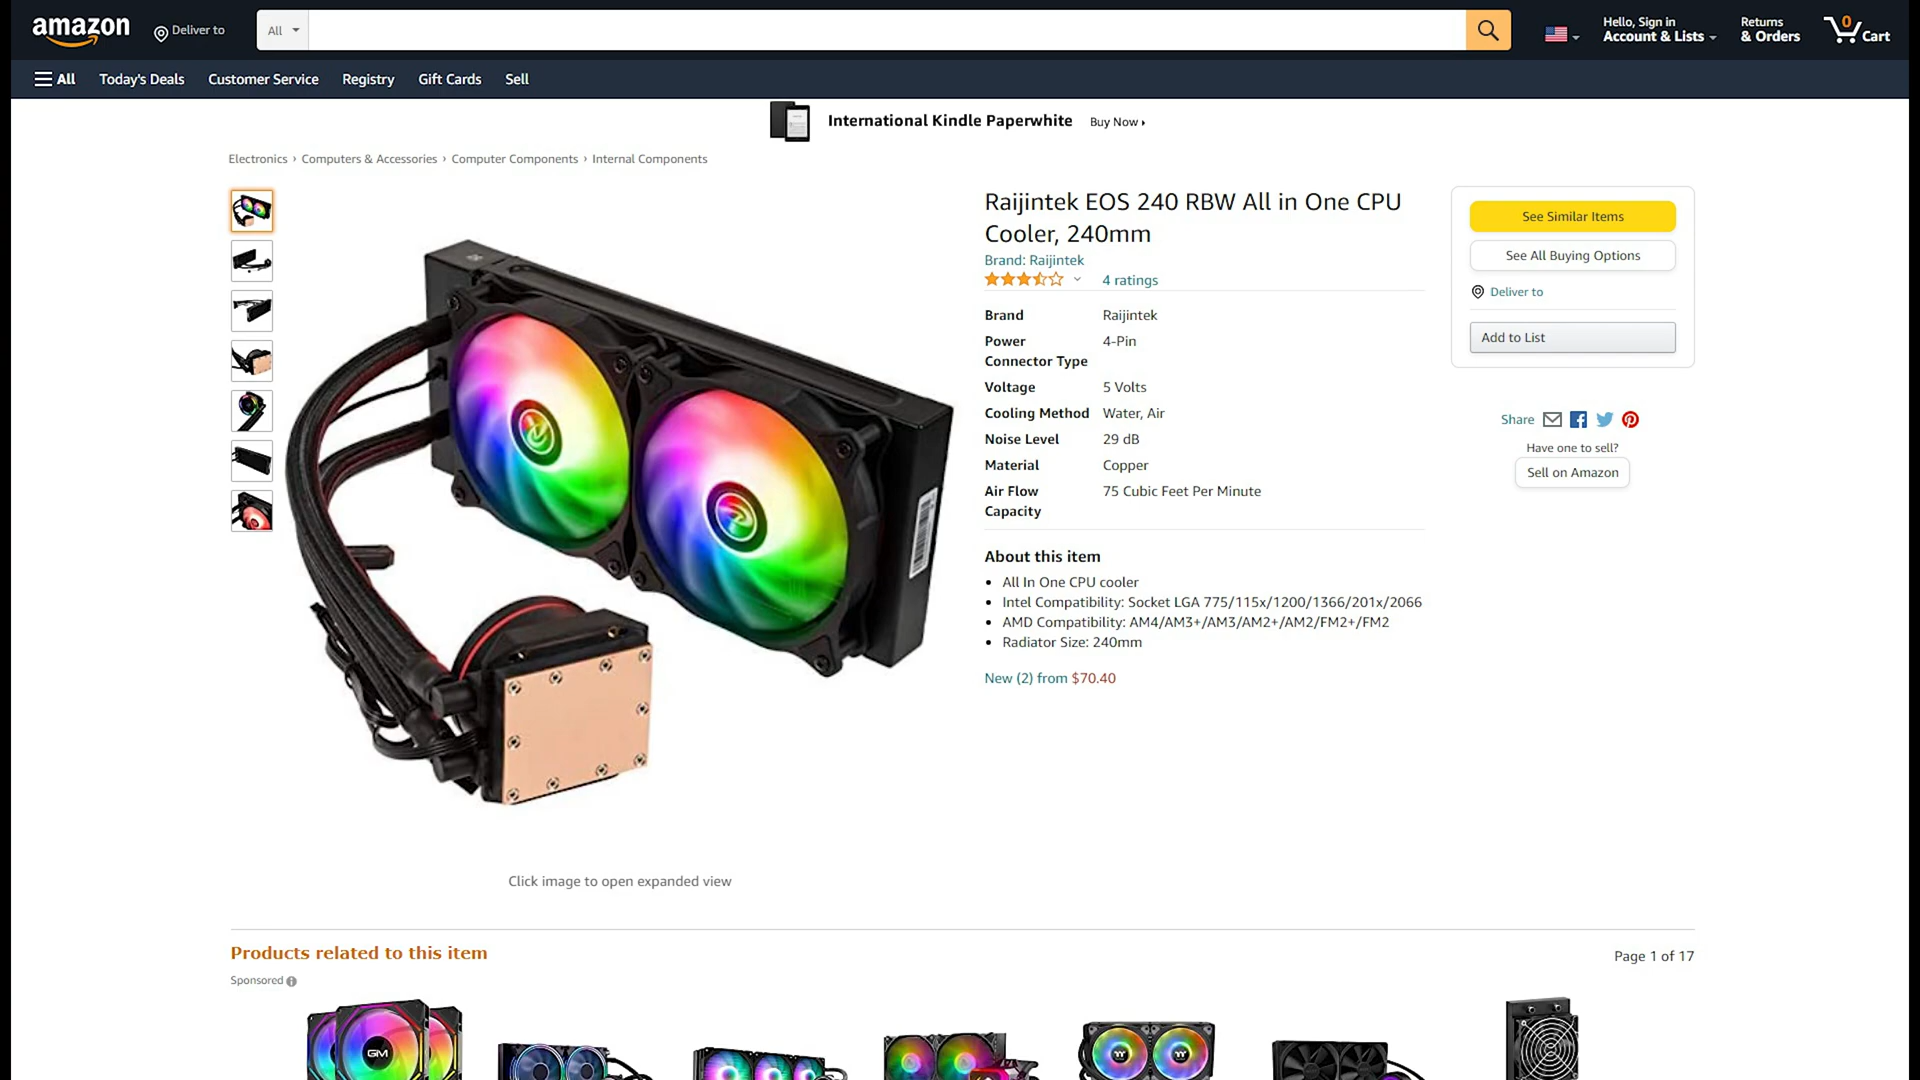 amazon
Deliver to
All
Hello, Sign in
Account & Lists
Returns
& Orders
0
Cart
All
Today's Deals
Customer Service
Registry
Gift Cards
Sell
International Kindle Paperwhite
Buy Now
Electronics › Computers & Accessories › Computer Components › Internal Components
Raijintek EOS 240 RBW All in One CPU
Cooler, 240mm
Brand: Raijintek
4 ratings
Brand Raijintek
Power 4-Pin
Connector Type
Voltage 5 Volts
Cooling Method Water, Air
Noise Level 29 dB
Material Copper
Air Flow 75 Cubic Feet Per Minute
Capacity
About this item
• All In One CPU cooler
• Intel Compatibility: Socket LGA 775/115x/1200/1366/201x/2066
• AMD Compatibility: AM4/AM3+/AM3/AM2+/AM2/FM2+/FM2
• Radiator Size: 240mm
New (2) from $70.40
See Similar Items
See All Buying Options
Deliver to
Add to List
Share
Have one to sell?
Sell on Amazon
Click image to open expanded view
Products related to this item
Page 1 of 17
Sponsored
GIM